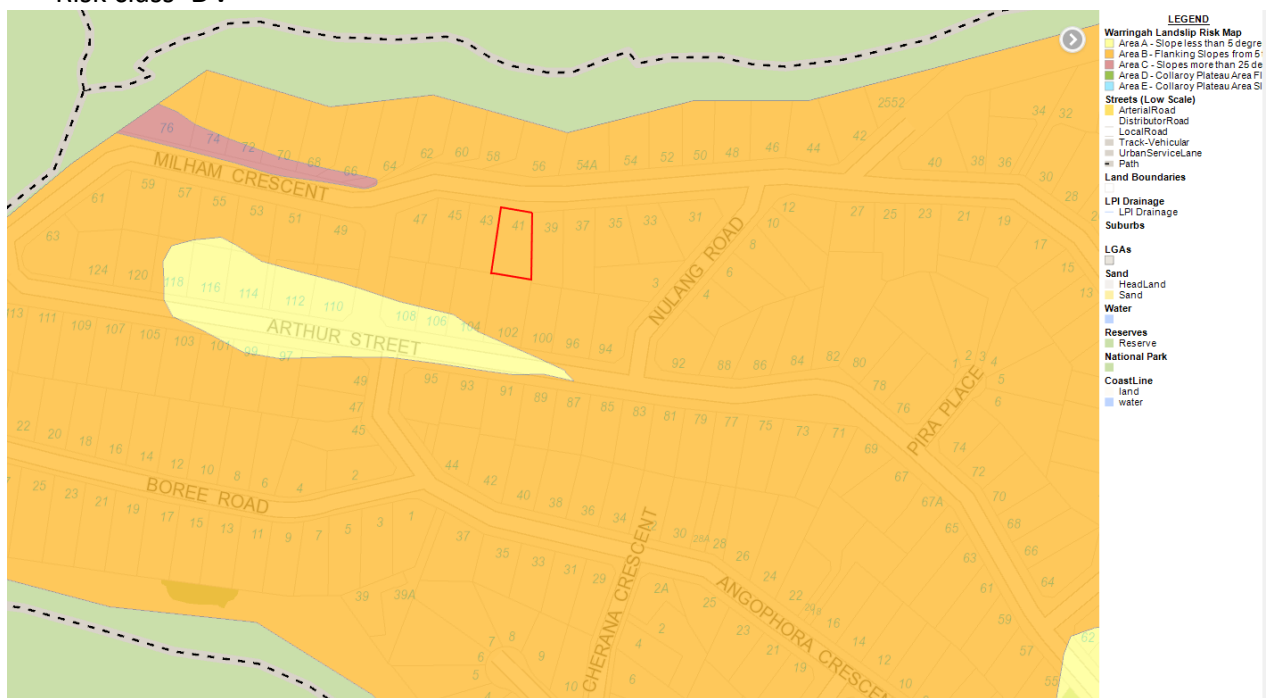 Risk class
2552
34 32
42
76 74 72 70 68 66 64 62 60 58 56 54A 54 52 50 48 46 44 40 38 36 30 28 26
MILHAM CRESCENT
61 59 57 55 53 51 49 47 45 43 41 39 37 35 33 31 27 25 23 21 19 17 15 13
12 10 8 6 4 3
NULANG ROAD
63 124 120 118 116 114 112 110 108 106 104 102 100 96 94 92 88 86 84 82 80 78 76 74 72 70 68 66 64 62
ARTHUR STREET
113 111 109 107 105 103 101 99 97 95 93 91 89 87 85 83 81 79 77 75 73 71 69 67 67A 65 63 61 59 57 55
1 2 3 4 5 6
PIRA PLACE
49 47 45
22 20 18 16 14 12 10 8 6 4 2
BOREE ROAD
25 23 21 19 17 15 13 11 9 7 5 3 1
44 42 40 38 36 34 30 28A 28 26 24 22 16 14 12 10
ANGOPHORA CRESCENT
39 39A 37 35 33 31 29 25 23 21 19
CHERANA CRESCENT
2A 2 4 6
7 8 6 5 9 4 10
LEGEND
Warringah Landslip Risk Map
Area A - Slope less than 5 degre
Area B - Flanking Slopes from 5
Area C - Slopes more than 25 de
Area D - Collaroy Plateau Area Fl
Area E - Collaroy Plateau Area Sl
Streets (Low Scale)
ArterialRoad
DistributorRoad
LocalRoad
Track-Vehicular
UrbanServiceLane
Path
Land Boundaries
LPI Drainage
LPI Drainage
Suburbs
LGAs
Sand
HeadLand
Sand
Water
Reserves
Reserve
National Park
CoastLine
land
water